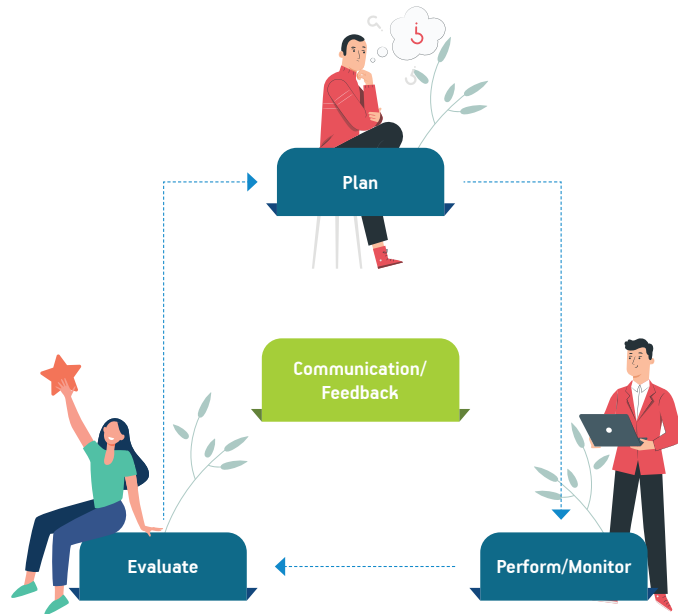 Plan
Communication/
Feedback
Evaluate
Perform/Monitor